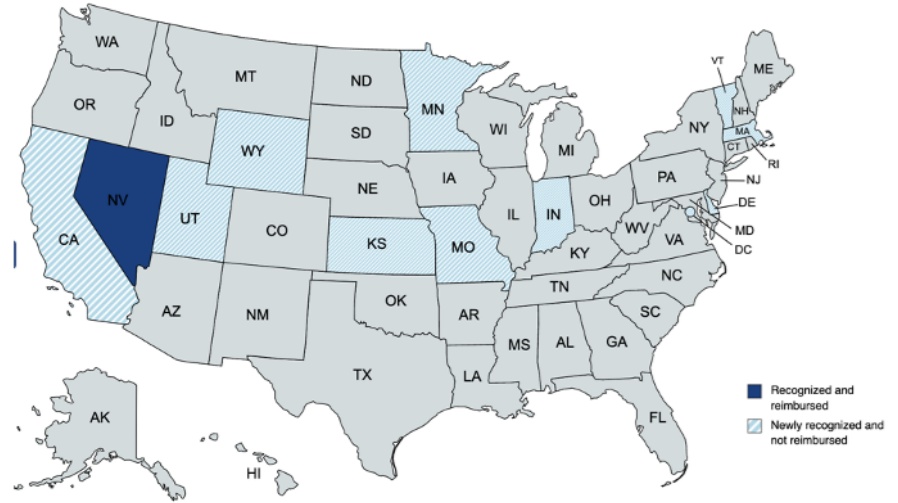 WA
MT
ND
MN
OR
ID
SD
WI
MI
NY
VT
NH
ME
MA
CT
RI
WY
NE
IA
PA
NJ
NV
UT
CO
KS
MO
IL
IN
OH
WV
VA
DE
MD
DC
CA
KY
AZ
NM
OK
AR
TN
NC
SC
TX
LA
MS
AL
GA
FL
AK
HI
Recognized and
reimbursed
Newly recognized and
not reimbursed